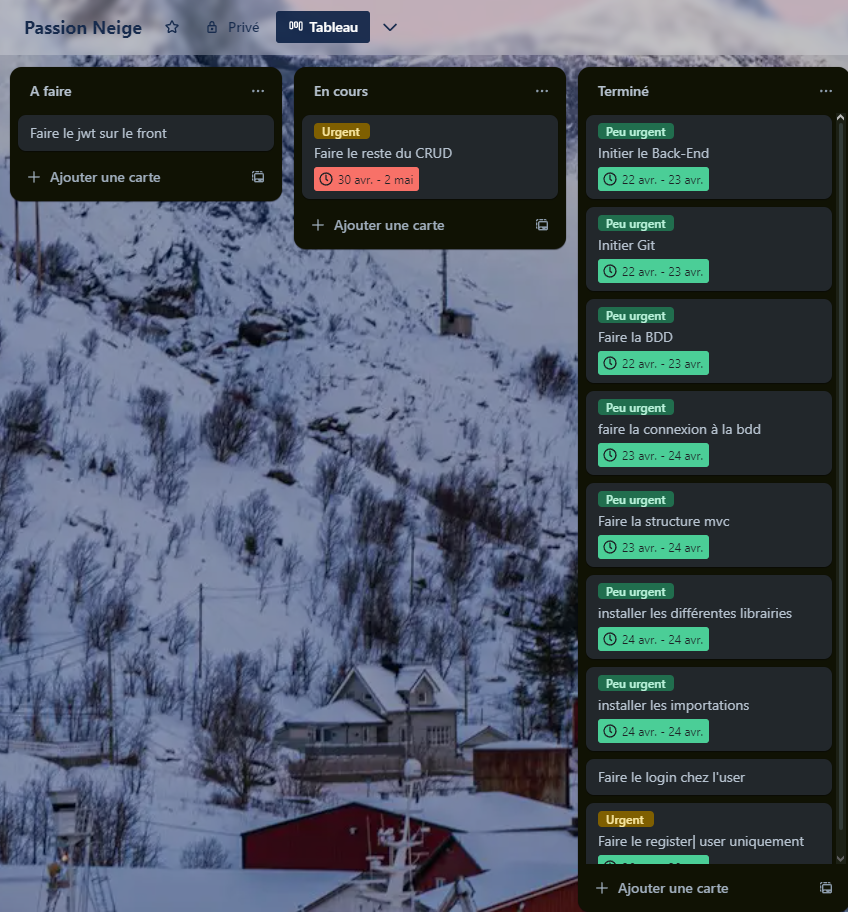 Passion Neige
Privé
Tableau
A faire
Faire le jwt sur le front
Ajouter une carte
En cours
Urgent
Faire le reste du CRUD
30 avr. - 2 mai
Ajouter une carte
Terminé
Peu urgent
Initier le Back-End
22 avr. - 23 avr.
Peu urgent
Initier Git
22 avr. - 23 avr.
Peu urgent
Faire la BDD
22 avr. - 23 avr.
Peu urgent
faire la connexion à la bdd
23 avr. - 24 avr.
Peu urgent
Faire la structure mvc
23 avr. - 24 avr.
Peu urgent
installer les différentes librairies
24 avr. - 24 avr.
Peu urgent
installer les importations
24 avr. - 24 avr.
Faire le login chez l'user
Urgent
Faire le register| user uniquement
Ajouter une carte